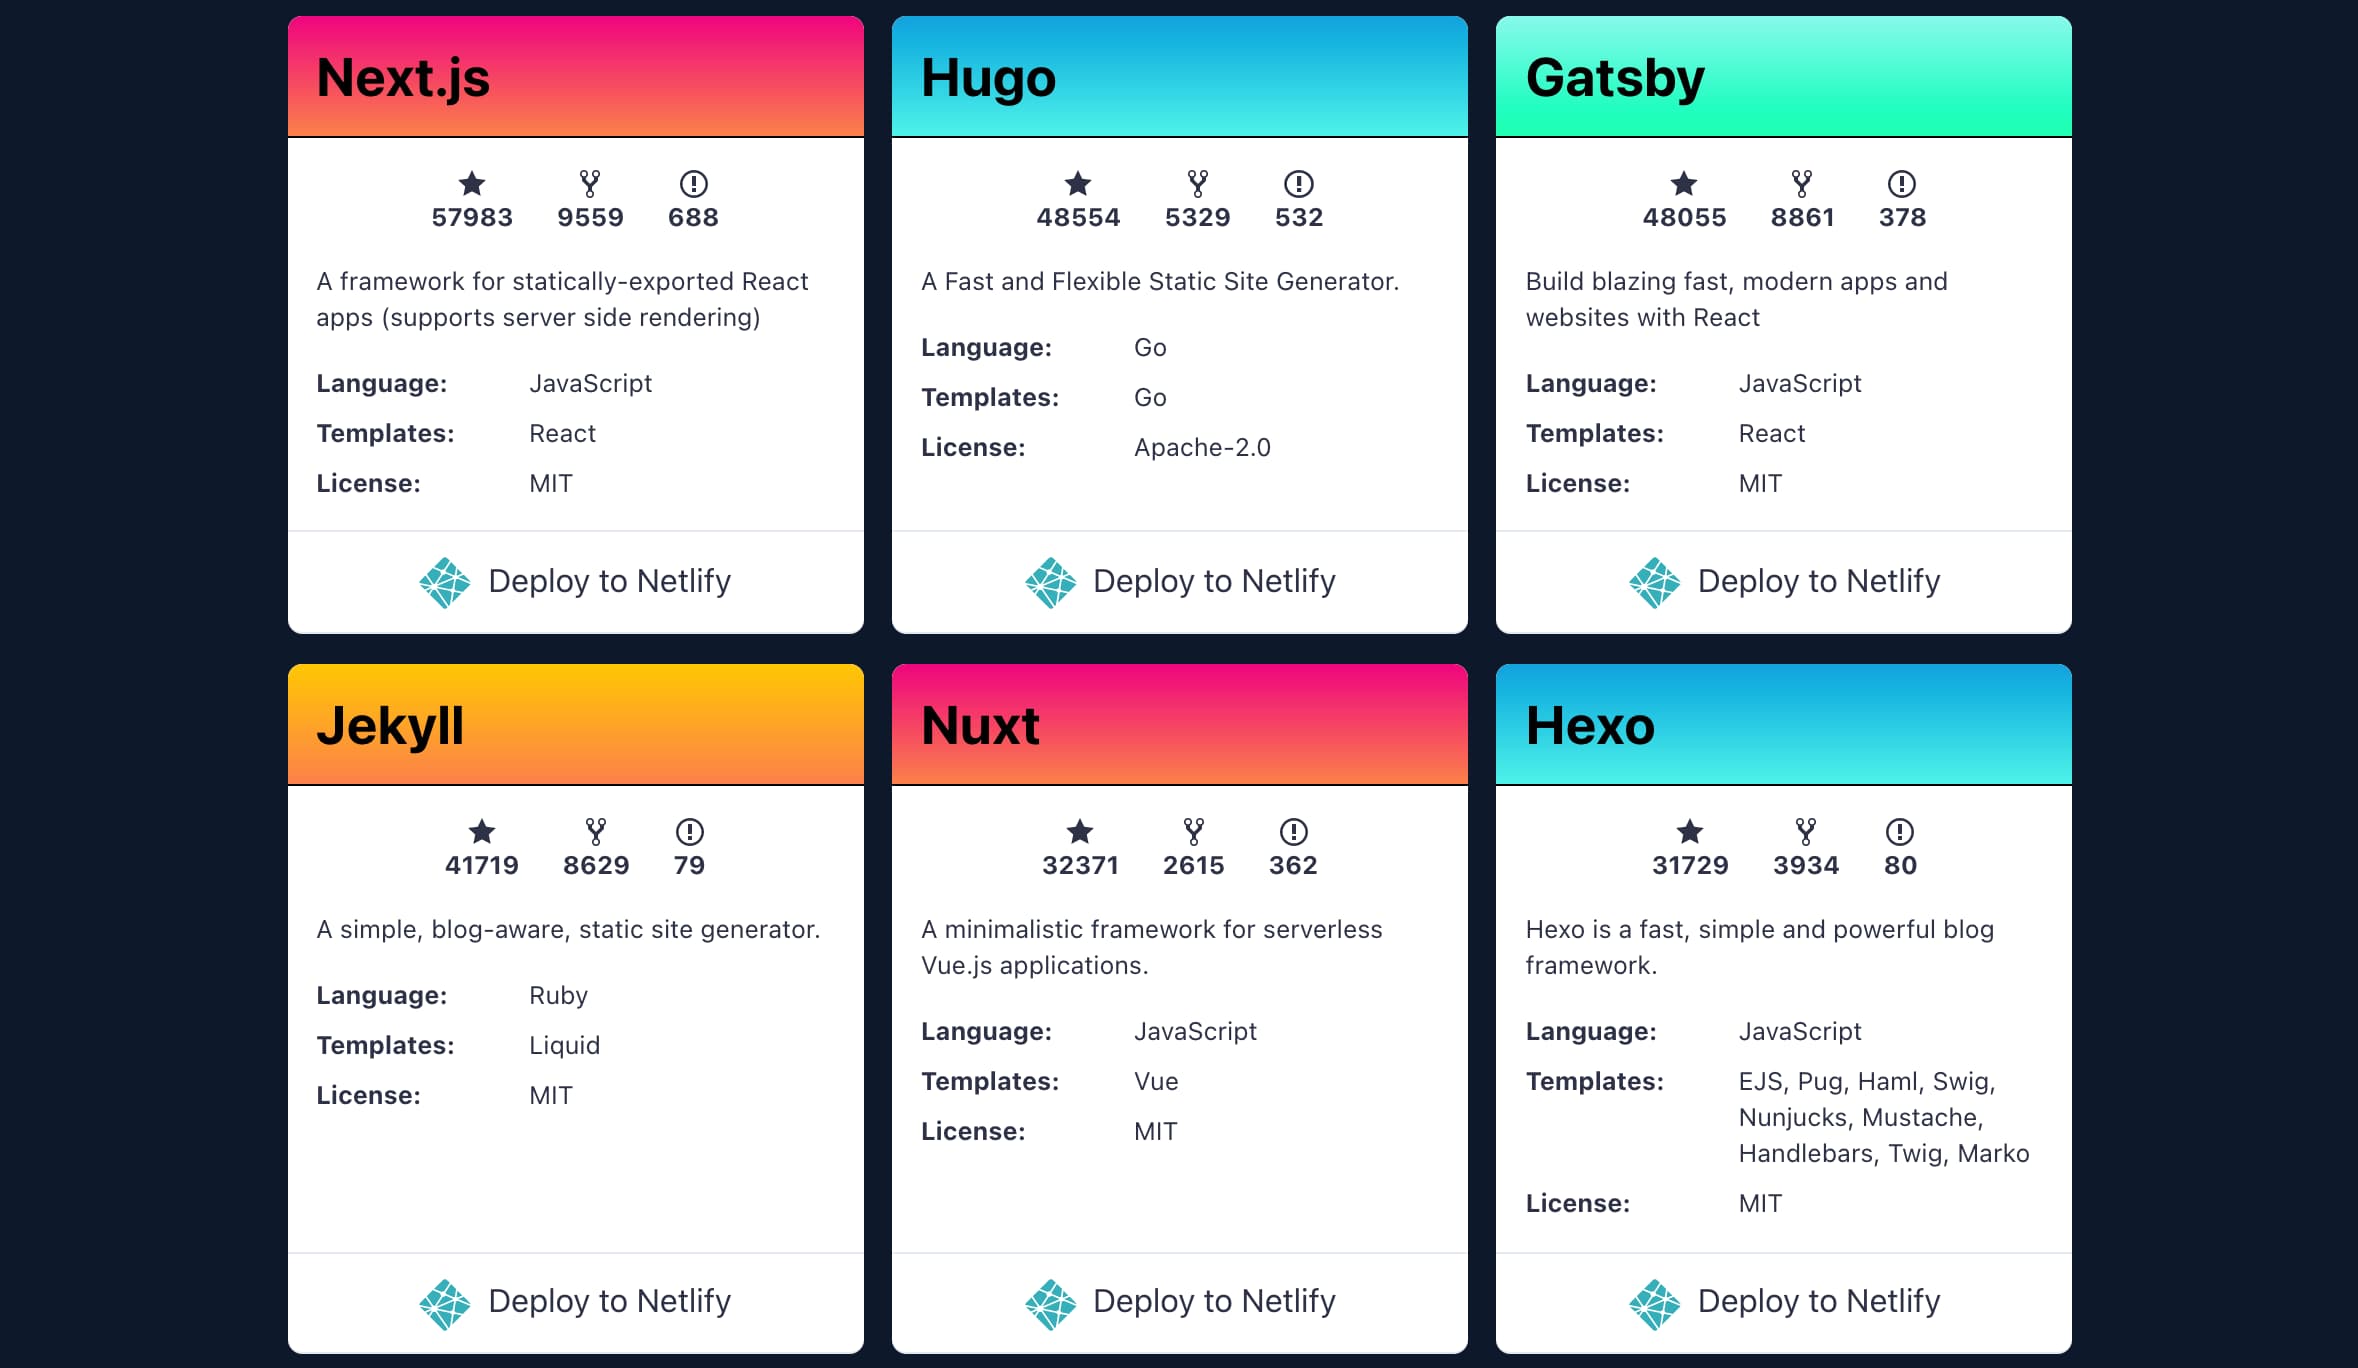 Next.js
57983 9559 688
A framework for statically-exported React
apps (supports server side rendering)
Language: JavaScript
Templates: React
License: MIT
Deploy to Netlify
Hugo
48554 5329 532
A Fast and Flexible Static Site Generator.
Language: Go
Templates: Go
License: Apache-2.0
Deploy to Netlify
Gatsby
48055 8861 378
Build blazing fast, modern apps and
websites with React
Language: JavaScript
Templates: React
License: MIT
Deploy to Netlify
Jekyll
41719 8629 79
A simple, blog-aware, static site generator.
Language: Ruby
Templates: Liquid
License: MIT
Deploy to Netlify
Nuxt
32371 2615 362
A minimalistic framework for serverless
Vue.js applications.
Language: JavaScript
Templates: Vue
License: MIT
Deploy to Netlify
Hexo
31729 3934 80
Hexo is a fast, simple and powerful blog
framework.
Language: JavaScript
Templates: EJS, Pug, Haml, Swig,
Nunjucks, Mustache,
Handlebars, Twig, Marko
License: MIT
Deploy to Netlify